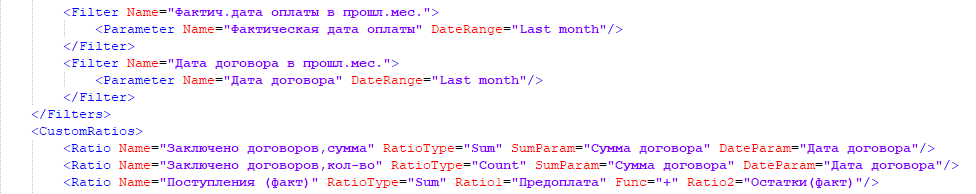 <Filter Name="Фактич.дата оплаты в прошл.мес.">
<Parameter Name="Фактическая дата оплаты" DateRange="Last month"/>
</Filter>
<Filter Name="Дата договора в прошл.мес.">
<Parameter Name="Дата договора" DateRange="Last month"/>
</Filter>
</Filters>
<CustomRatios>
<Ratio Name="Заключено договоров,сумма" RatioType="Sum" SumParam="Сумма договора" DateParam="Дата договора"/>
<Ratio Name="Заключено договоров,кол-во" RatioType="Count" SumParam="Сумма договора" DateParam="Дата договора"/>
<Ratio Name="Поступления (факт)" RatioType="Sum" Ratio1="Предоплата" Func="+" Ratio2="Остатки(факт)"/>